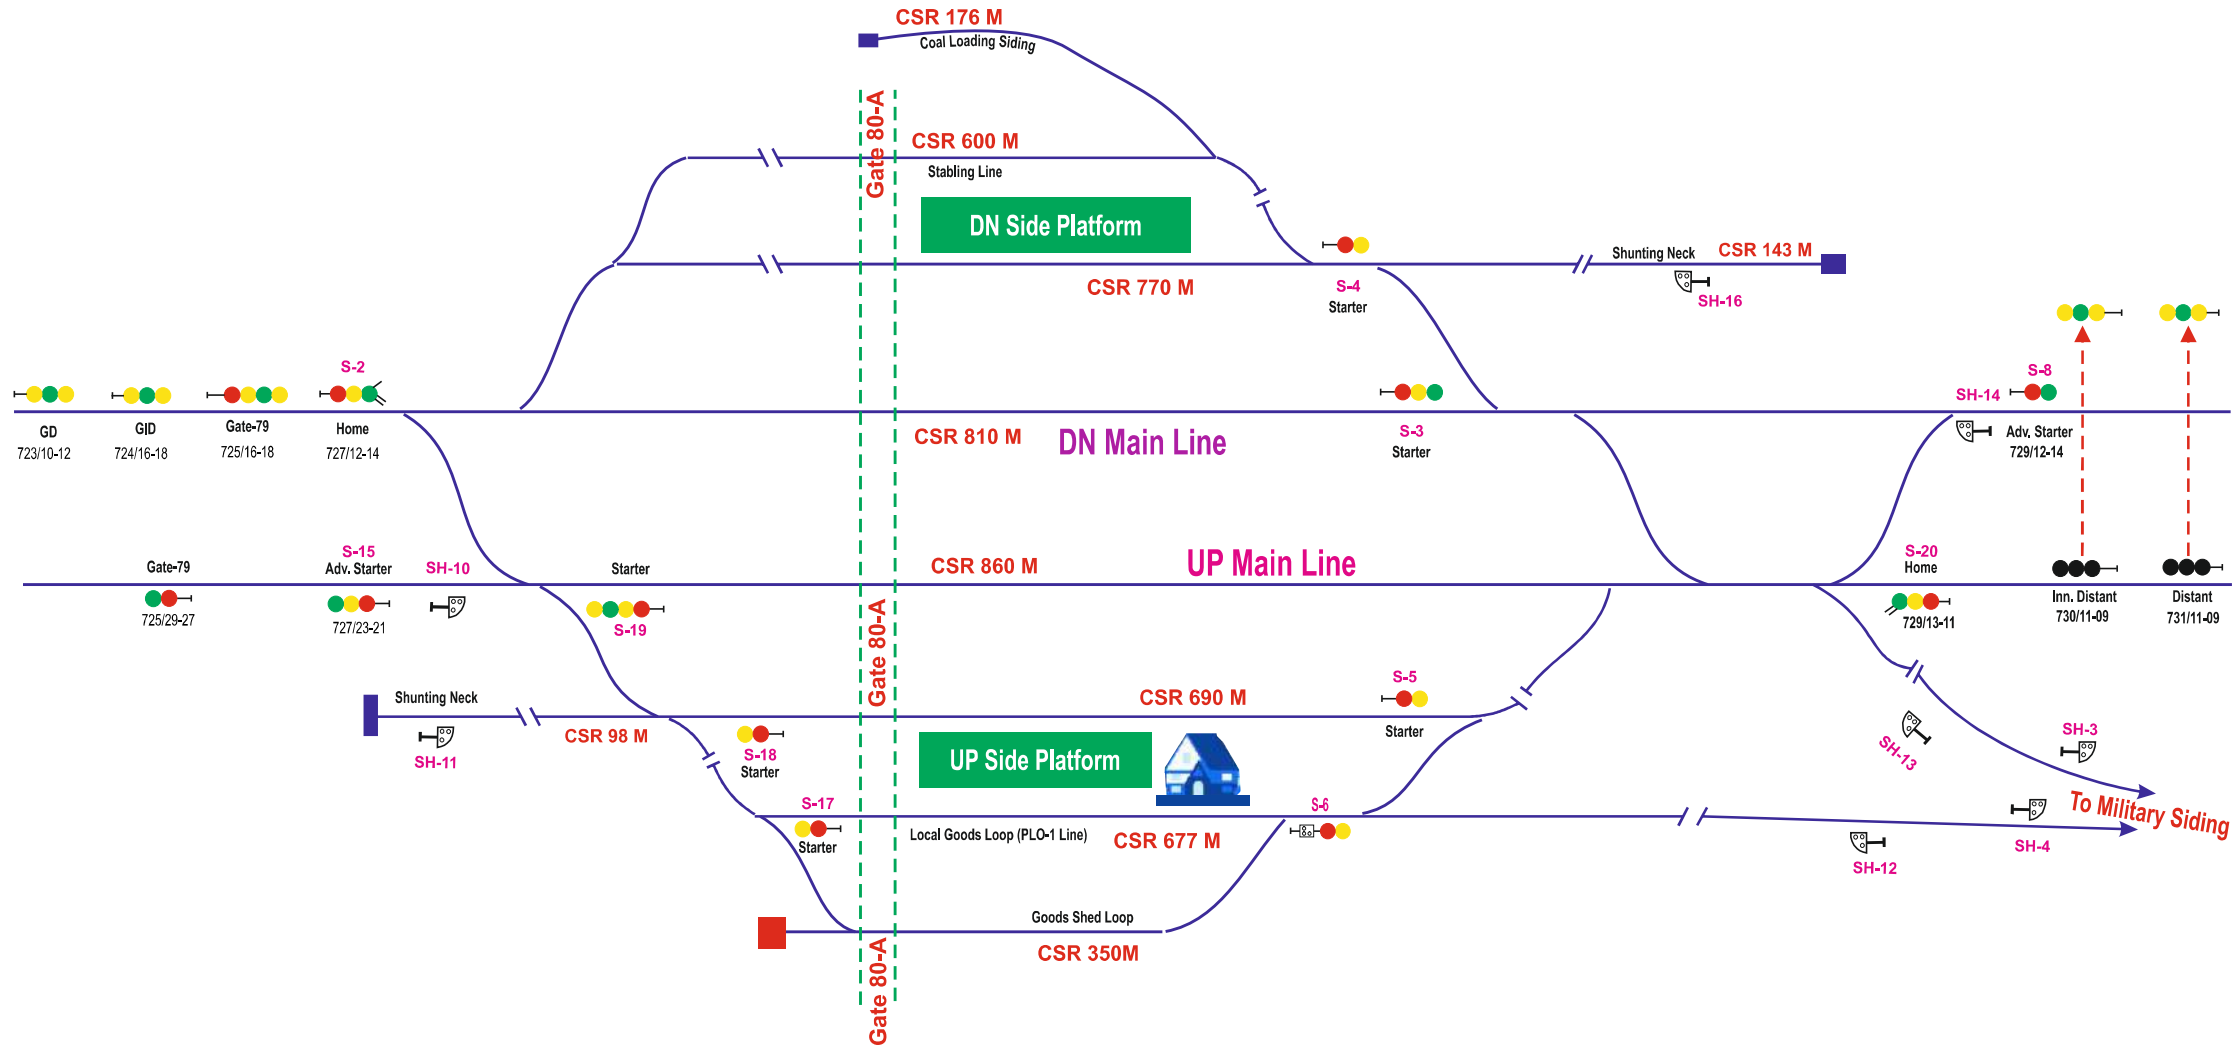 CSR 176 M
Coal Loading Siding
Gate 80-A
CSR 600 M
Stabling Line
DN Side Platform
CSR 770 M
S-4
Starter
Shunting Neck
CSR 143 M
SH-16
S-2
GD
723/10-12
GID
724/16-18
Gate-79
725/16-18
Home
727/12-14
CSR 810 M
DN Main Line
S-3
Starter
SH-14
S-8
Adv. Starter
729/12-14
Gate-79
725/29-27
S-15
Adv. Starter
727/23-21
SH-10
Starter
S-19
CSR 860 M
UP Main Line
S-20
Home
729/13-11
Inn. Distant
730/11-09
Distant
731/11-09
Gate 80-A
Shunting Neck
SH-11
CSR 98 M
S-18
Starter
CSR 690 M
S-5
Starter
UP Side Platform
SH-13
SH-3
To Military Siding
S-17
Starter
Local Goods Loop (PLO-1 Line)
CSR 677 M
S-6
SH-12
SH-4
Goods Shed Loop
CSR 350M
Gate 80-A